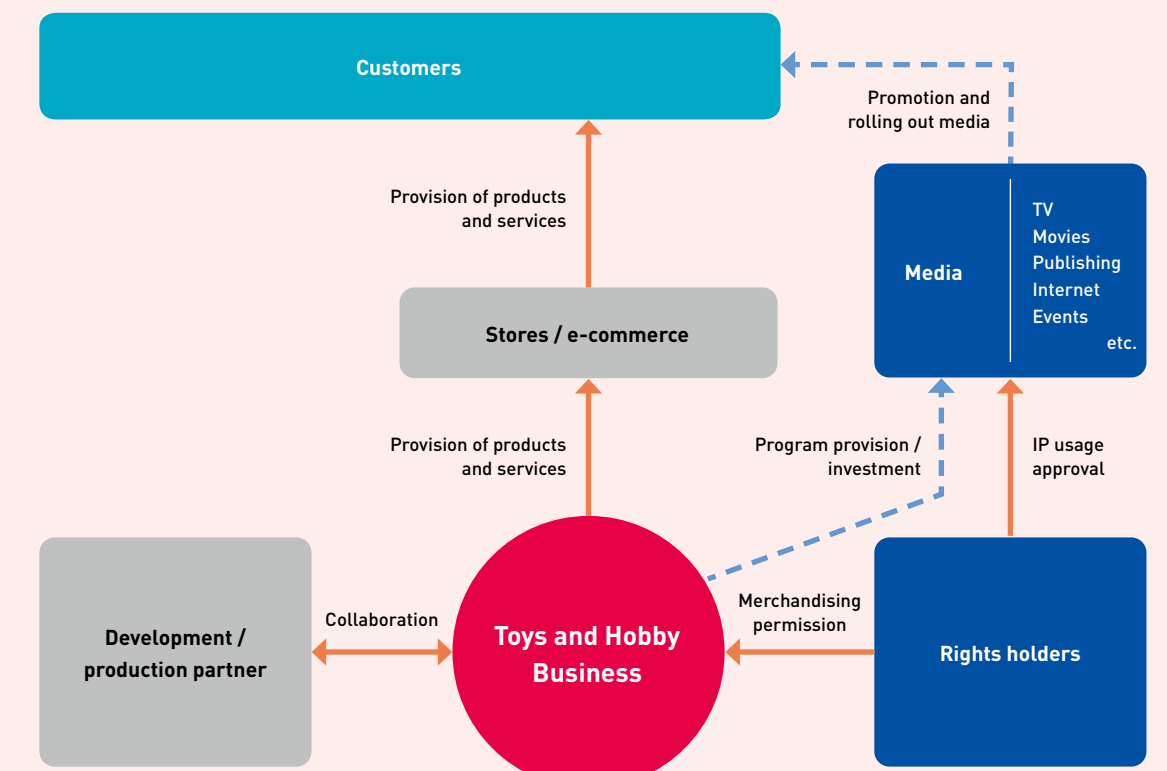 Customers
Promotion and
rolling out media
Provision of products
and services
Media
TV
Movies
Publishing
Internet
Events
etc.
Stores / e-commerce
Provision of products
and services
Program provision /
investment
IP usage
approval
Development /
production partner
Collaboration
Toys and Hobby
Business
Merchandising
permission
Rights holders